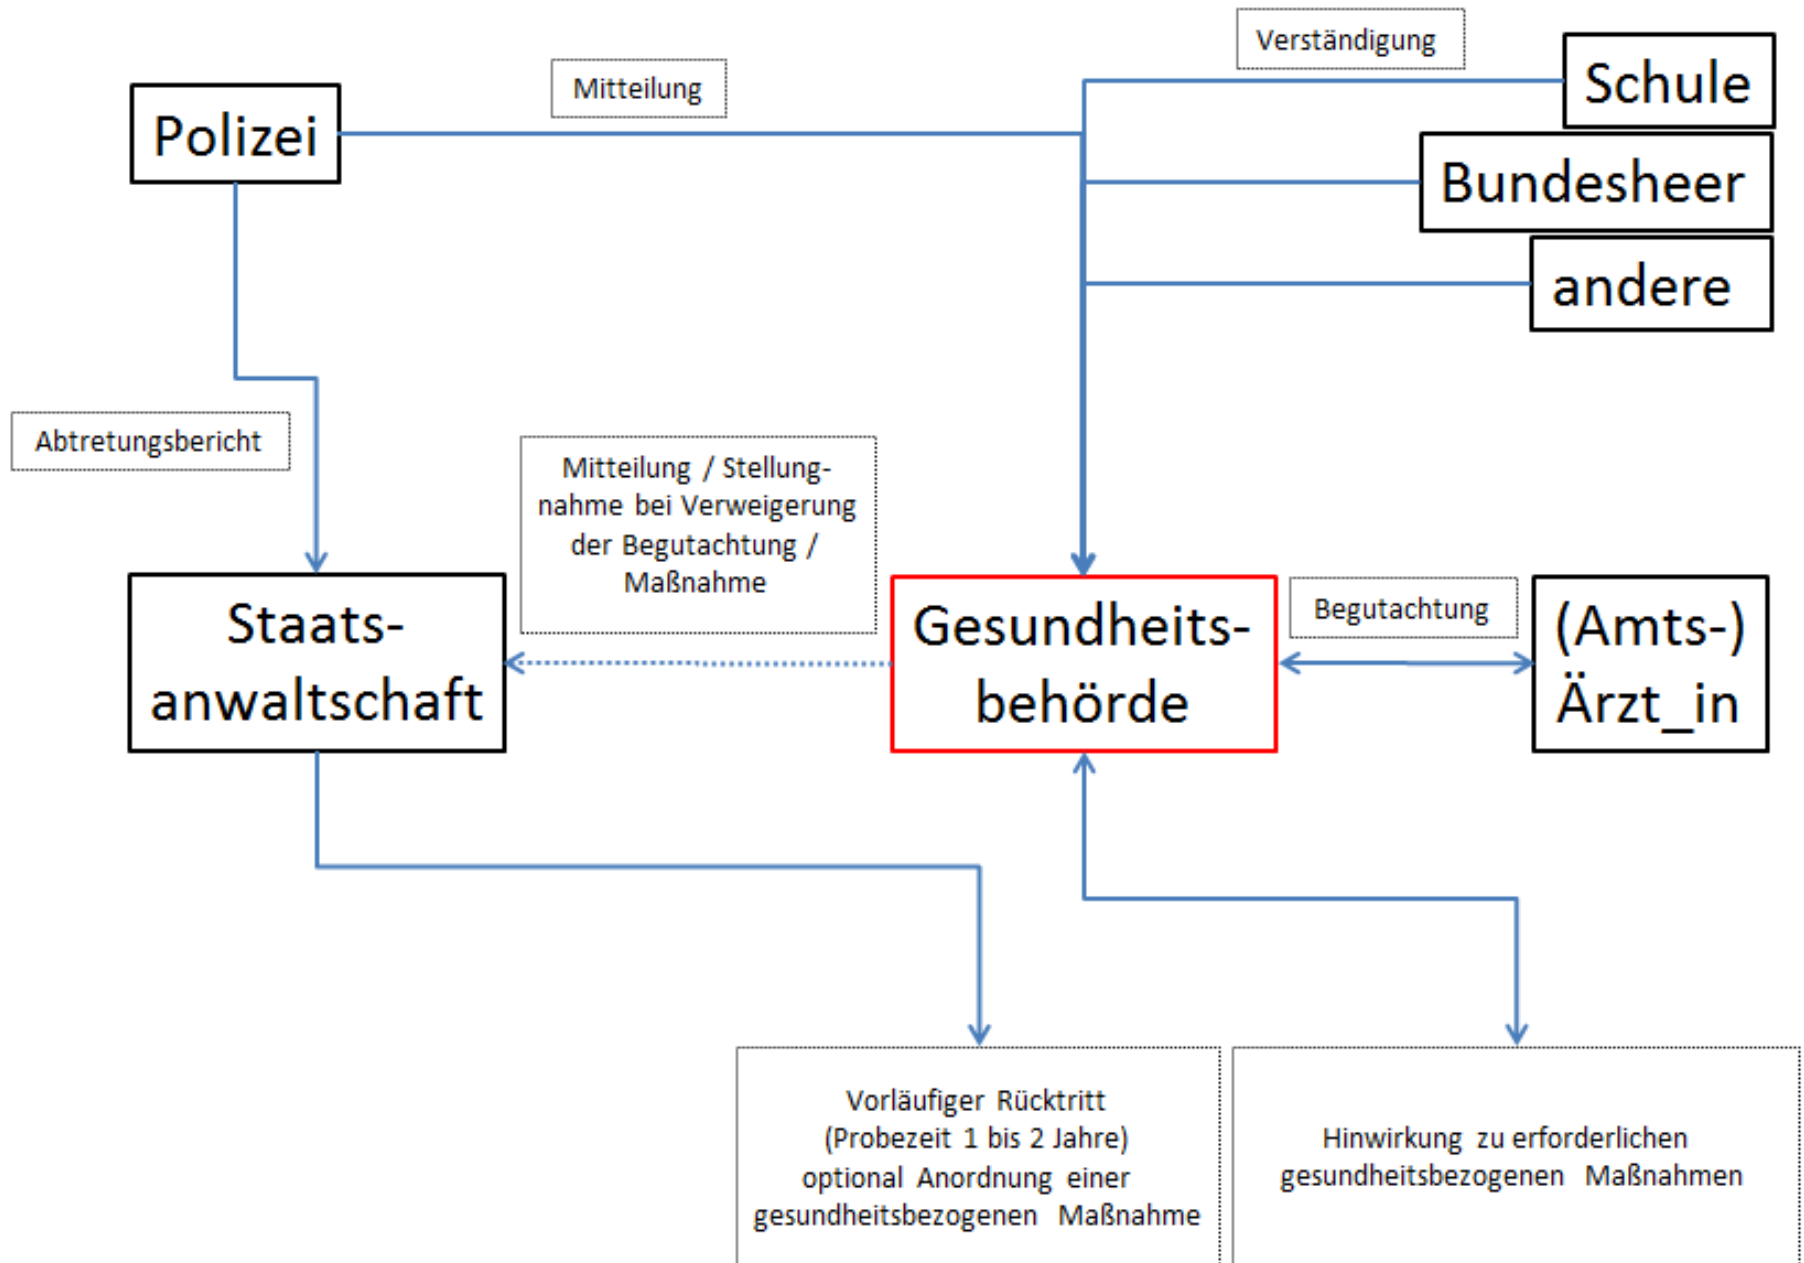 Verständigung
Schule
Mitteilung
Polizei
Bundesheer
andere
Abtretungsbericht
Mitteilung / Stellung-
nahme bei Verweigerung
der Begutachtung /
Maßnahme
Staats-
anwaltschaft
Gesundheits-
behörde
Begutachtung
(Amts-)
Ärzt_in
Vorläufiger Rücktritt
(Probezeit 1 bis 2 Jahre)
optional Anordnung einer
gesundheitsbezogenen Maßnahme
Hinwirkung zu erforderlichen
gesundheitsbezogenen Maßnahmen